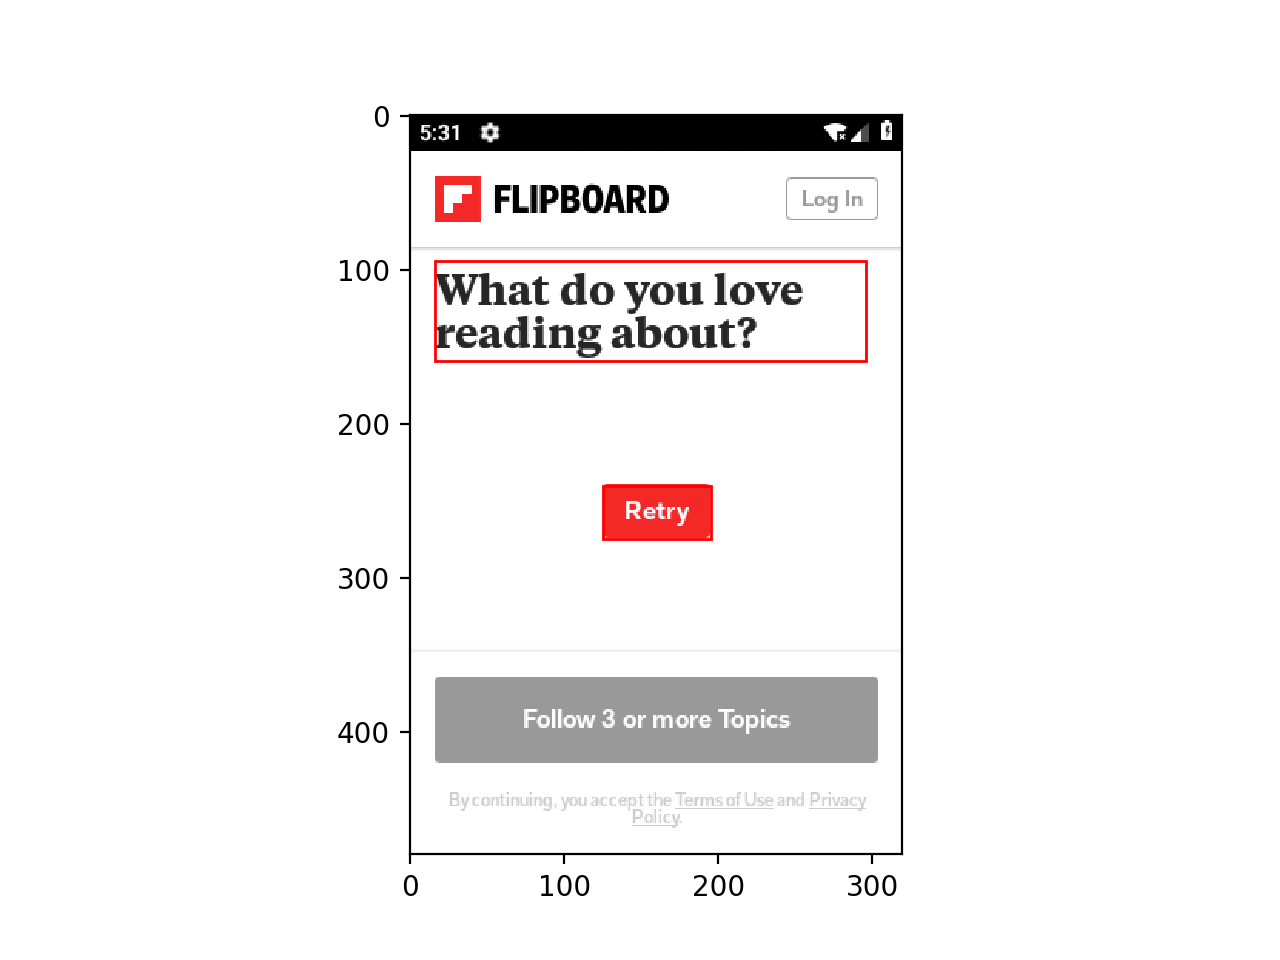 0
5:31
FLIPBOARD
Log In
100
What do you love
reading about?
200
Retry
300
Follow 3 or more Topics
400
By continuing, you accept the Terms of Use and Privacy
Policy.
0 100 200 300